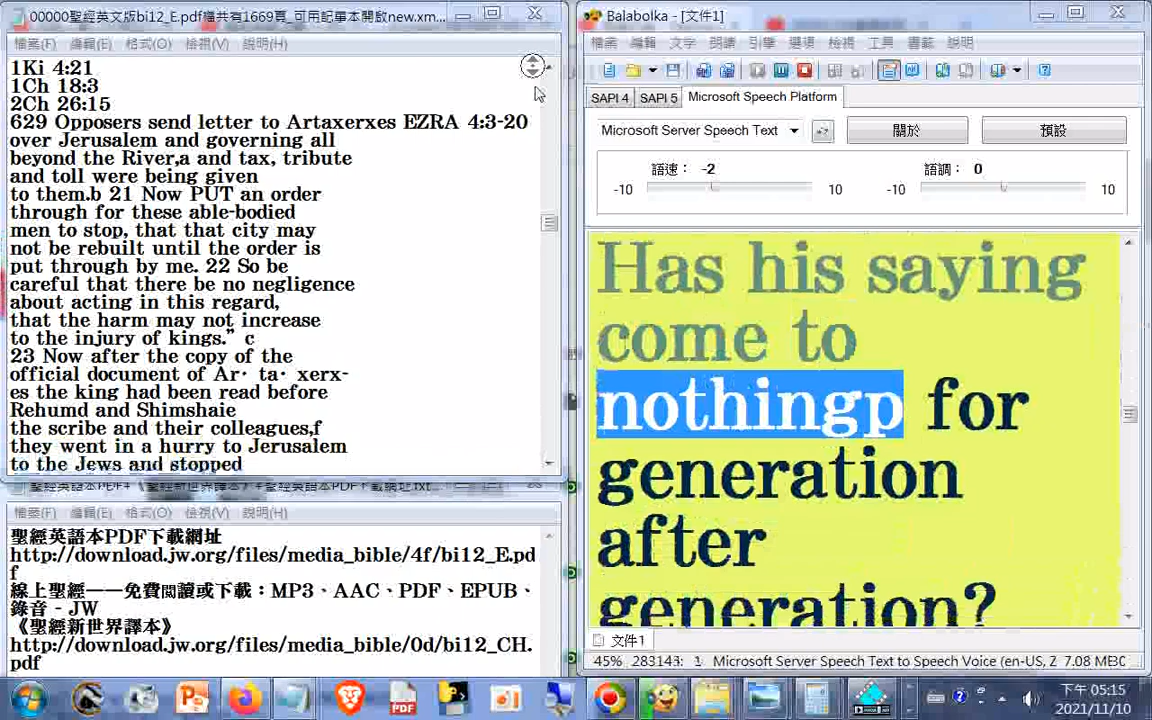 00000聖經英文版bi12_E.pdf檔共有1669頁_可用記事本開啟new.xm...
檔案(F) 編輯(E) 格式(O) 檢視(V) 說明(H)
1Ki 4:21
1Ch 18:3
2Ch 26:15
629 Opposers send letter to Artaxerxes EZRA 4:3-20
over Jerusalem and governing all
beyond the River,a and tax, tribute
and toll were being given
to them.b 21 Now PUT an order
through for these able-bodied
men to stop, that that city may
not be rebuilt until the order is
put through by me. 22 So be
careful that there be no negligence
about acting in this regard,
that the harm may not increase
to the injury of kings.” c
23 Now after the copy of the
official document of Ar· ta· xerx-
es the king had been read before
Rehumd and Shimshaie
the scribe and their colleagues,f
they went in a hurry to Jerusalem
to the Jews and stopped
檔案(F) 編輯(E) 格式(O) 檢視(V) 說明(H)
聖經英語本PDF下載網址
http://download.jw.org/files/media_bible/4f/bi12_E.pd
f
線上聖經——免費閱讀或下載：MP3、AAC、PDF、EPUB、
錄音 - JW
《聖經新世界譯本》
http://download.jw.org/files/media_bible/0d/bi12_CH.
pdf
Balabolka - [文件1]
檔案 編輯 文字 朗讀 引擎 選項 檢視 工具 書籤 說明
SAPI 4 SAPI 5 Microsoft Speech Platform
Microsoft Server Speech Text 關於 預設
語速： -2 語調： 0
-10 10 -10 10
Has his saying
come to
nothingp for
generation
after
generation?
文件1
45% 283143: 1 Microsoft Server Speech Text to Speech Voice (en-US, Z 7.08 MB
下午 05:15
2021/11/10